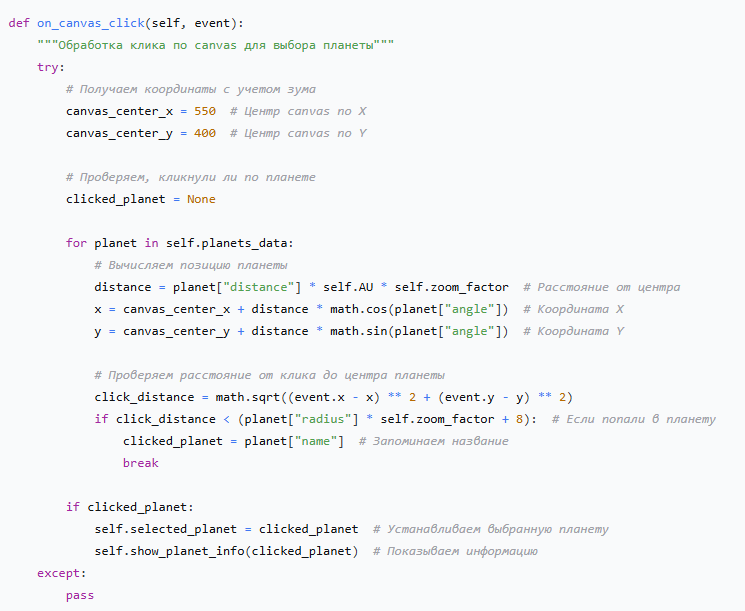 def on_canvas_click(self, event):
    """Обработка клика по canvas для выбора планеты"""
    try:
        # Получаем координаты с учетом зума
        canvas_center_x = 550  # Центр canvas по X
        canvas_center_y = 400  # Центр canvas по Y

        # Проверяем, кликнули ли по планете
        clicked_planet = None

        for planet in self.planets_data:
            # Вычисляем позицию планеты
            distance = planet["distance"] * self.AU * self.zoom_factor  # Расстояние от центра
            x = canvas_center_x + distance * math.cos(planet["angle"])  # Координата X
            y = canvas_center_y + distance * math.sin(planet["angle"])  # Координата Y

            # Проверяем расстояние от клика до центра планеты
            click_distance = math.sqrt((event.x - x) ** 2 + (event.y - y) ** 2)
            if click_distance < (planet["radius"] * self.zoom_factor + 8):  # Если попали в планету
                clicked_planet = planet["name"]  # Запоминаем название
                break

        if clicked_planet:
            self.selected_planet = clicked_planet  # Устанавливаем выбранную планету
            self.show_planet_info(clicked_planet)  # Показываем информацию
    except:
        pass